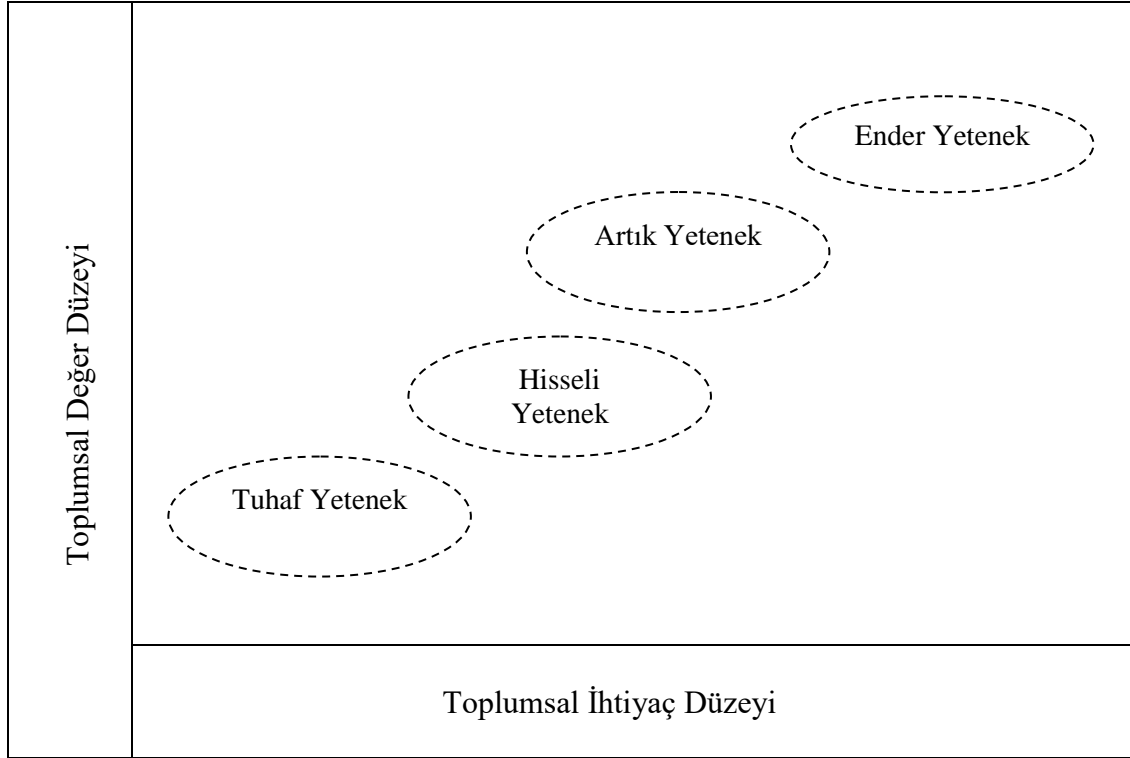 Toplumsal Değer Düzeyi
Ender Yetenek
Artık Yetenek
Hisseli
Yetenek
Tuhaf Yetenek
Toplumsal İhtiyaç Düzeyi